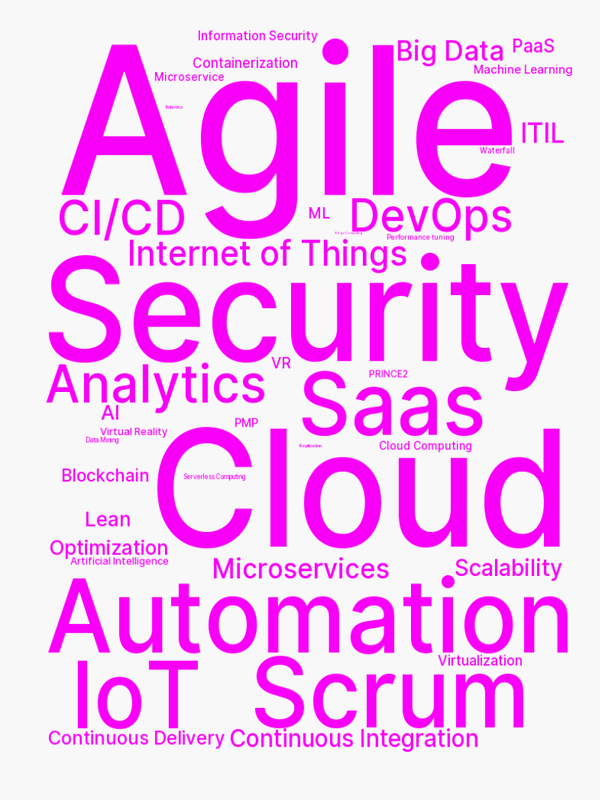 Information Security
Big Data
PaaS
Agile
Containerization
Machine Learning
Microservice
ITIL
Waterfall
CI/CD
ML
DevOps
Performance tuning
Internet of Things
Security
VR
Analytics
PRINCE2
Saas
AI
PMP
Virtual Reality
Data Mining
Cloud Computing
Cloud
Blockchain
Serverless Computing
Lean
Optimization
Artificial Intelligence
Microservices
Scalability
Automation
Virtualization
IoT
Scrum
Continuous Delivery
Continuous Integration